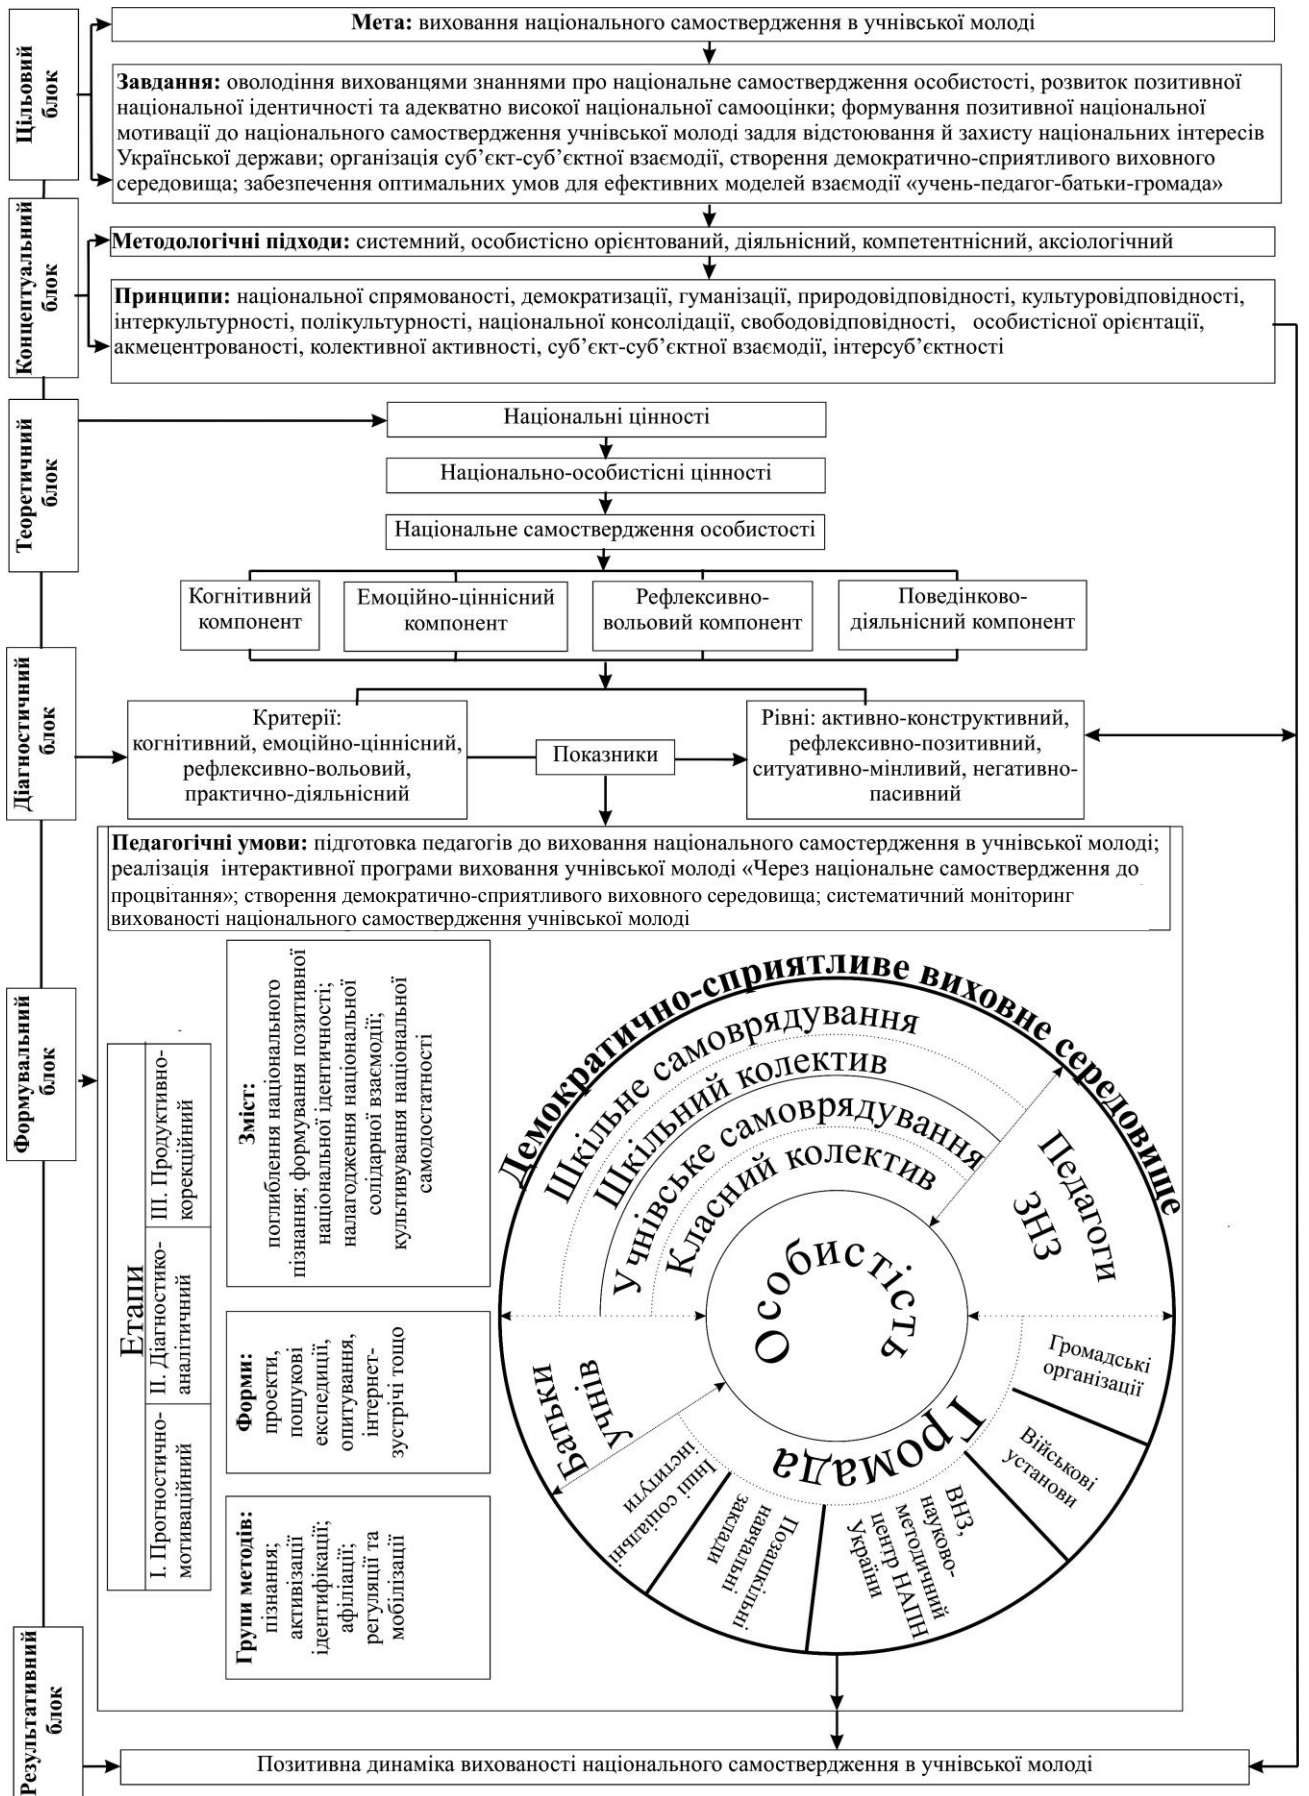 Цільовий
блок
Мета: виховання національного самоствердження в учнівської молоді
Завдання: оволодіння вихованцями знаннями про національне самоствердження особистості, розвиток позитивної
національної ідентичності та адекватно високої національної самооцінки; формування позитивної національної
мотивації до національного самоствердження учнівської молоді задля відстоювання й захисту національних інтересів
Української держави; організація суб’єкт-суб’єктної взаємодії, створення демократично-сприятливого виховного
середовища; забезпечення оптимальних умов для ефективних моделей взаємодії «учень-педагог-батьки-громада»
Концептуальний
блок
Методологічні підходи: системний, особистісно орієнтований, діяльнісний, компетентнісний, аксіологічний
Принципи: національної спрямованості, демократизації, гуманізації, природовідповідності, культуровідповідності,
інтеркультурності, полікультурності, національної консолідації, свободовідповідності, особистісної орієнтації,
акмецентрованості, колективної активності, суб’єкт-суб’єктної взаємодії, інтерсуб’єктності
Теоретичний
блок
Національні цінності
Національно-особистісні цінності
Національне самоствердження особистості
Когнітивний
компонент
Емоційно-ціннісний
компонент
Рефлексивно-
вольовий компонент
Поведінково-
діяльнісний компонент
Діагностичний
блок
Критерії:
когнітивний, емоційно-ціннісний,
рефлексивно-вольовий,
практично-діяльнісний
Показники
Рівні: активно-конструктивний,
рефлексивно-позитивний,
ситуативно-мінливий, негативно-
пасивний
Формувальний
блок
Педагогічні умови: підготовка педагогів до виховання національного самостердження в учнівської молоді;
реалізація інтерактивної програми виховання учнівської молоді «Через національне самоствердження до
процвітання»; створення демократично-сприятливого виховного середовища; систематичний моніторинг
вихованості національного самоствердження учнівської молоді
Етапи
І. Прогностично-
мотиваційний
ІІ. Діагностико-
аналітичний
ІІІ. Продуктивно-
корекційний
Зміст:
поглиблення національного
пізнання; формування позитивної
національної ідентичності;
налагодження національної
солідарної взаємодії;
культивування національної
самодостатності
Форми:
проекти,
пошукові
експедиції,
опитування,
інтернет-
зустрічі тощо
Групи методів:
пізнання;
активізації
ідентифікації;
афіліації;
регуляції та
мобілізації
Демократично-сприятливе виховне середовище
Шкільне самоврядування
Шкільний колектив
Учнівське самоврядування
Класний колектив
Особистість
Педагоги
ЗНЗ
Батьки
учнів
Громада
Громадські
організації
Військові
установи
ВНЗ,
науково-
методичний
центр НАПН
України
Позашкільні
навчальні
заклади
Інші соціальні
інститути
Результативний
блок
Позитивна динаміка вихованості національного самоствердження в учнівської молоді